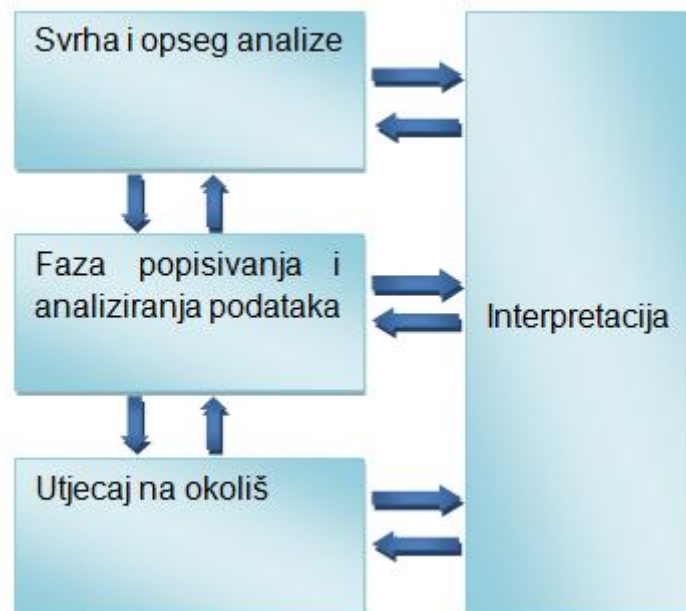 Svrha i opseg analize
Faza popisivanja i
analiziranja podataka
Interpretacija
Utjecaj na okoliš